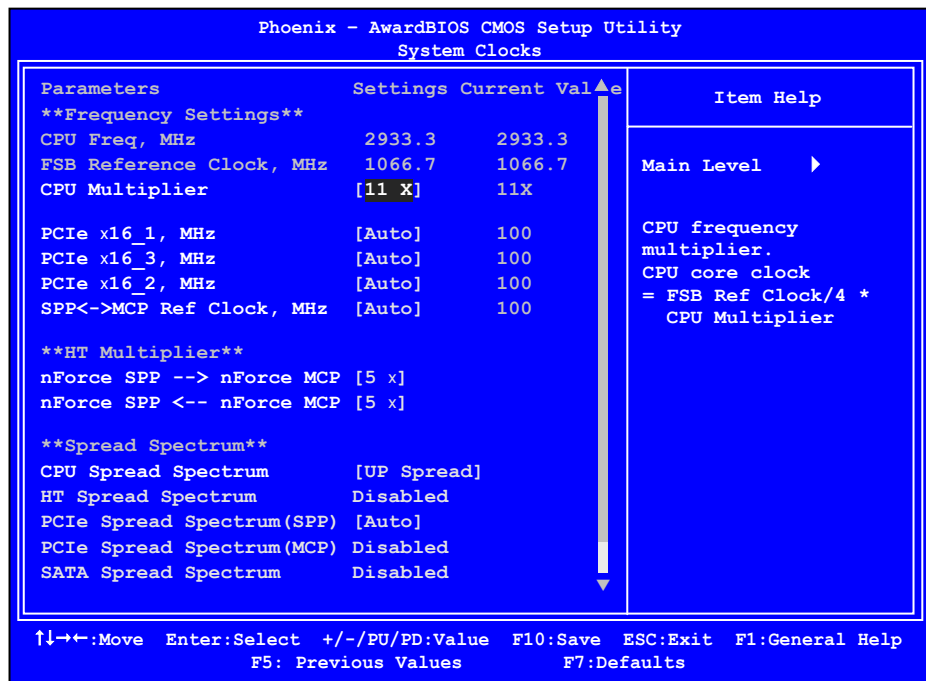 Phoenix – AwardBIOS CMOS Setup Utility
System Clocks
Parameters Settings Current Val e
**Frequency Settings**
CPU Freq, MHz 2933.3 2933.3
FSB Reference Clock, MHz 1066.7 1066.7
CPU Multiplier [11 X] 11X
PCIe x16_1, MHz [Auto] 100
PCIe x16_3, MHz [Auto] 100
PCIe x16_2, MHz [Auto] 100
SPP<->MCP Ref Clock, MHz [Auto] 100
**HT Multiplier**
nForce SPP --> nForce MCP [5 x]
nForce SPP <-- nForce MCP [5 x]
**Spread Spectrum**
CPU Spread Spectrum [UP Spread]
HT Spread Spectrum Disabled
PCIe Spread Spectrum(SPP) [Auto]
PCIe Spread Spectrum(MCP) Disabled
SATA Spread Spectrum Disabled
Item Help
Main Level
CPU frequency
multiplier.
CPU core clock
= FSB Ref Clock/4 *
CPU Multiplier
↑↓→←:Move Enter:Select +/-/PU/PD:Value F10:Save ESC:Exit F1:General Help
F5: Previous Values F7:Defaults